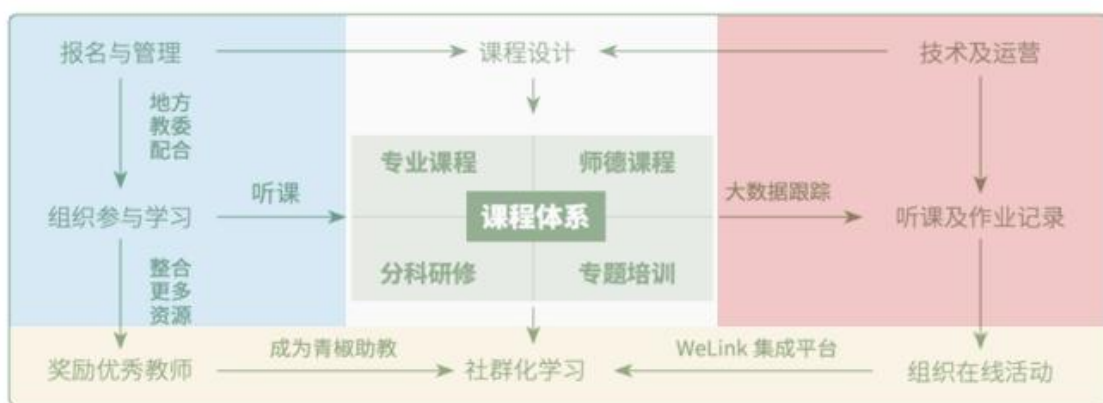 报名与管理
课程设计
技术及运营
地方
教委
配合
专业课程
师德课程
听课
大数据跟踪
组织参与学习
课程体系
听课及作业记录
整合
更多
资源
分科研修
专题培训
成为青椒助教
WeLink 集成平台
奖励优秀教师
社群化学习
组织在线活动